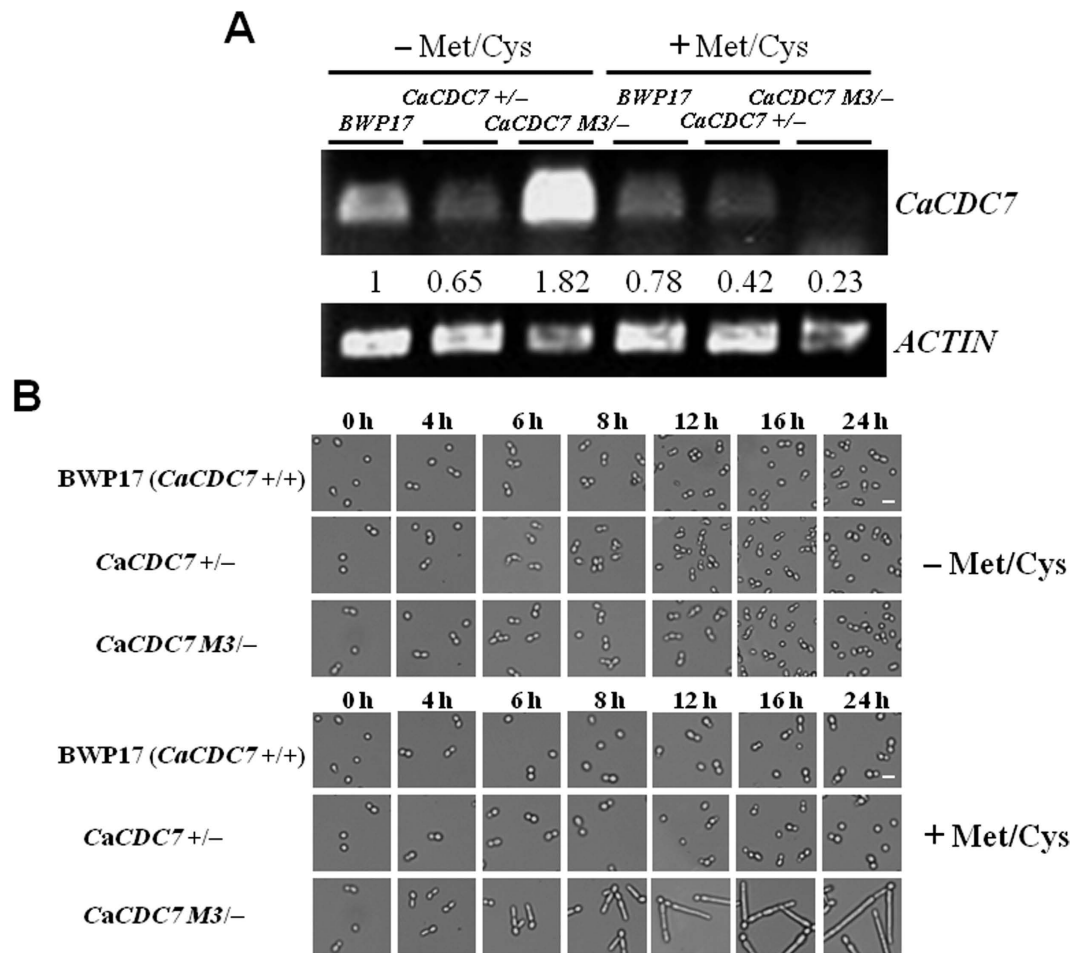 A
– Met/Cys + Met/Cys
CaCDC7 +/– BWP17 CaCDC7 M3/–
BWP17 CaCDC7 M3/– CaCDC7 +/–
CaCDC7
1 0.65 1.82 0.78 0.42 0.23
ACTIN
B
0 h 4 h 6 h 8 h 12 h 16 h 24 h
BWP17 (CaCDC7 +/+)
CaCDC7 +/–
– Met/Cys
CaCDC7 M3/–
0 h 4 h 6 h 8 h 12 h 16 h 24 h
BWP17 (CaCDC7 +/+)
CaCDC7 +/–
+ Met/Cys
CaCDC7 M3/–